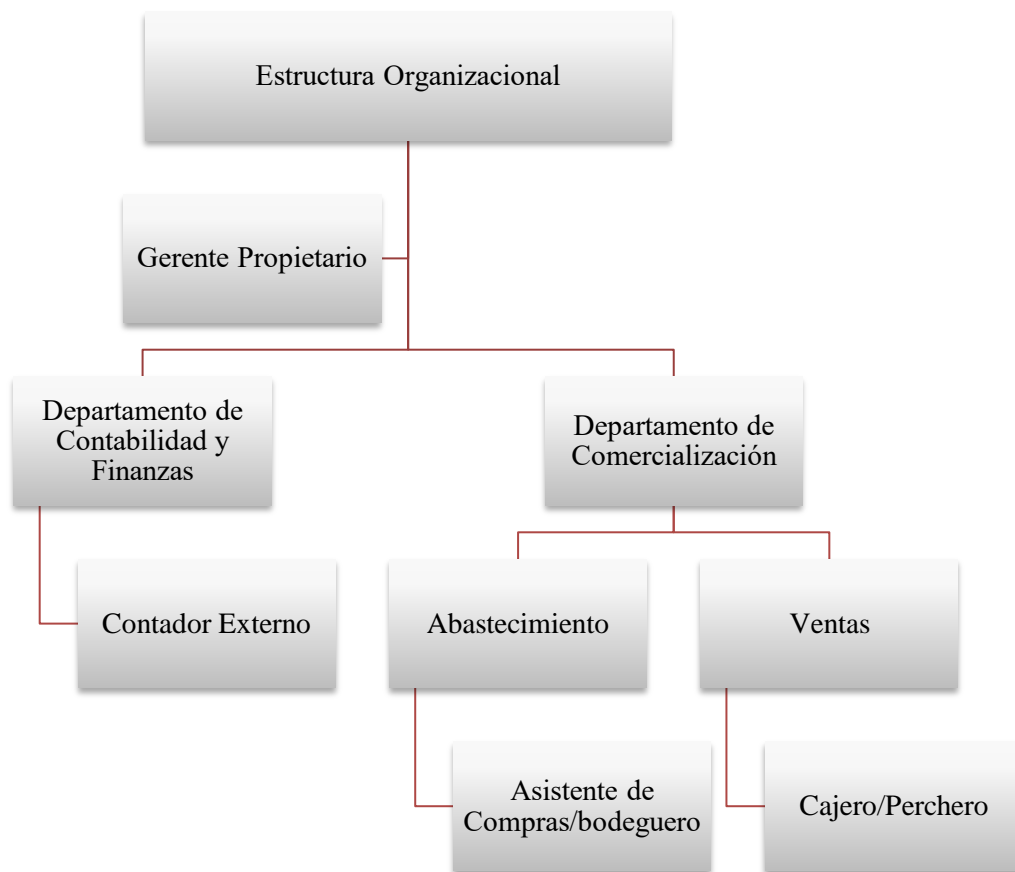 Estructura Organizacional
Gerente Propietario
Departamento de
Contabilidad y
Finanzas
Departamento de
Comercialización
Contador Externo
Abastecimiento
Ventas
Asistente de
Compras/bodeguero
Cajero/Perchero